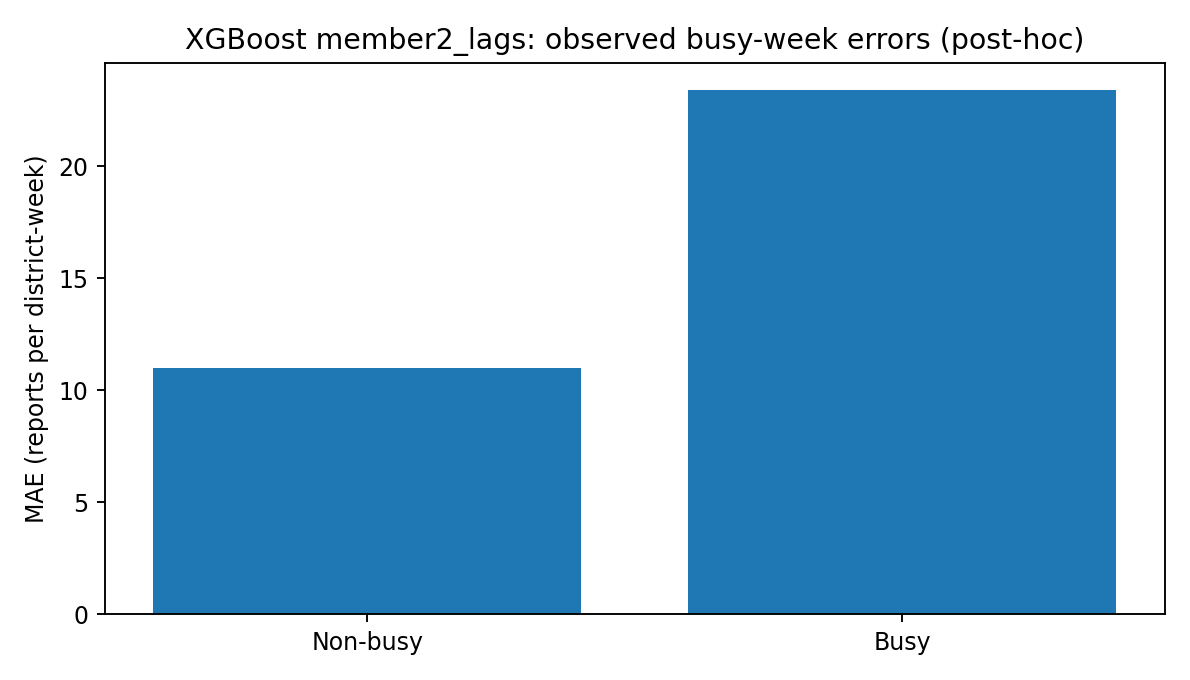 XGBoost member2_lags: observed busy-week errors (post-hoc)
MAE (reports per district-week)
20
15
10
5
0
Non-busy
Busy